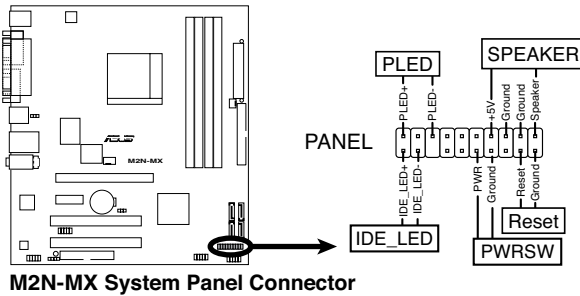 PLED
SPEAKER
PLED+
PLED-
+5V
Ground
Ground
Speaker
PANEL
IDE_LED+
IDE_LED-
PWR
Ground
Reset
Ground
IDE_LED
PWRSW
Reset
ASUS
M2N-MX
M2N-MX System Panel Connector